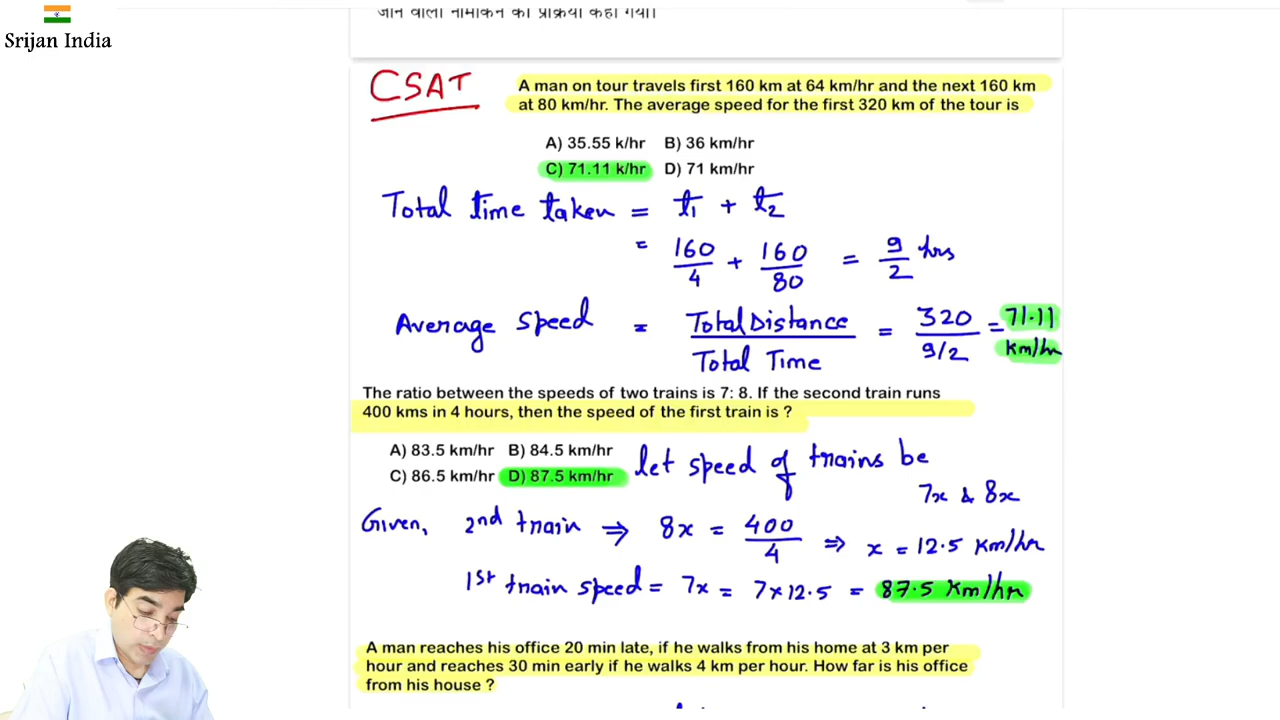 Srijan India
जाने वाली नामांकन की प्रक्रिया कहा गया।
CSAT
A man on tour travels first 160 km at 64 km/hr and the next 160 km
at 80 km/hr. The average speed for the first 320 km of the tour is
A) 35.55 k/hr B) 36 km/hr
C) 71.11 k/hr D) 71 km/hr
Total time taken = t1 + t2
= 160/4 + 160/80 = 9/2 hrs
Average speed = Total Distance/Total Time = 320/9/2 = 71.11 km/hr
The ratio between the speeds of two trains is 7: 8. If the second train runs
400 kms in 4 hours, then the speed of the first train is ?
A) 83.5 km/hr B) 84.5 km/hr
C) 86.5 km/hr D) 87.5 km/hr
let speed of trains be
7x & 8x
Given, 2nd train ⇒ 8x = 400/4 ⇒ x = 12.5 Km/hr
1st train speed = 7x = 7x12.5 = 87.5 Km/hr
A man reaches his office 20 min late, if he walks from his home at 3 km per
hour and reaches 30 min early if he walks 4 km per hour. How far is his office
from his house ?